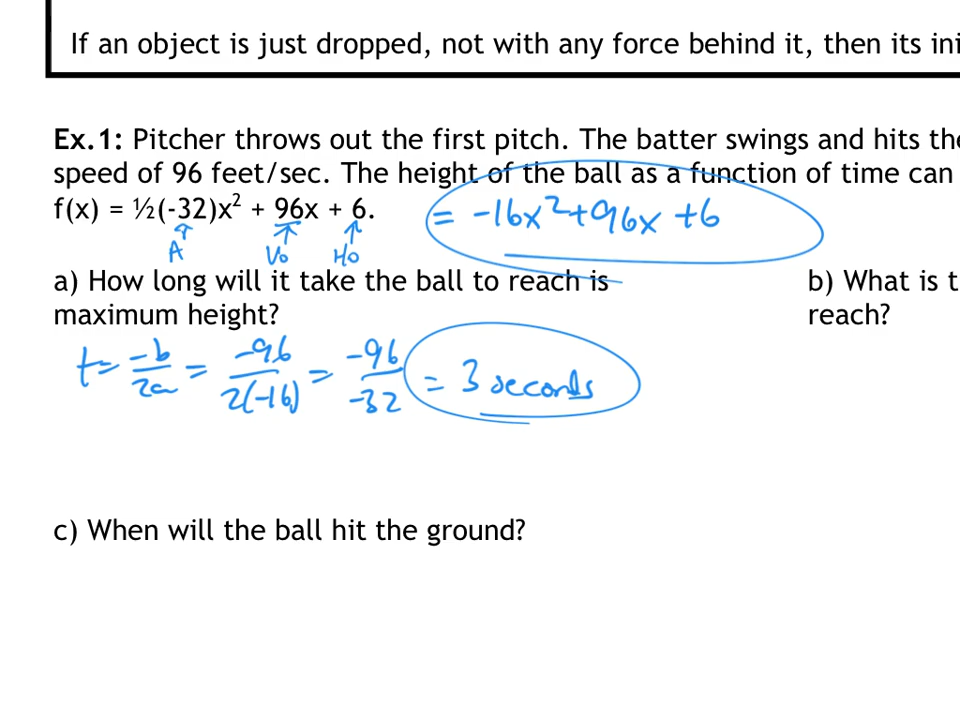 If an object is just dropped, not with any force behind it, then its ini
Ex.1: Pitcher throws out the first pitch. The batter swings and hits the
speed of 96 feet/sec. The height of the ball as a function of time can
f(x) = ½(-32)x² + 96x + 6. = -16x² + 96x + 6
A V₀ H₀
a) How long will it take the ball to reach is
maximum height?
b) What is t
reach?
t = -b/2a = -96/2(-16) = -96/-32 = 3 seconds
c) When will the ball hit the ground?